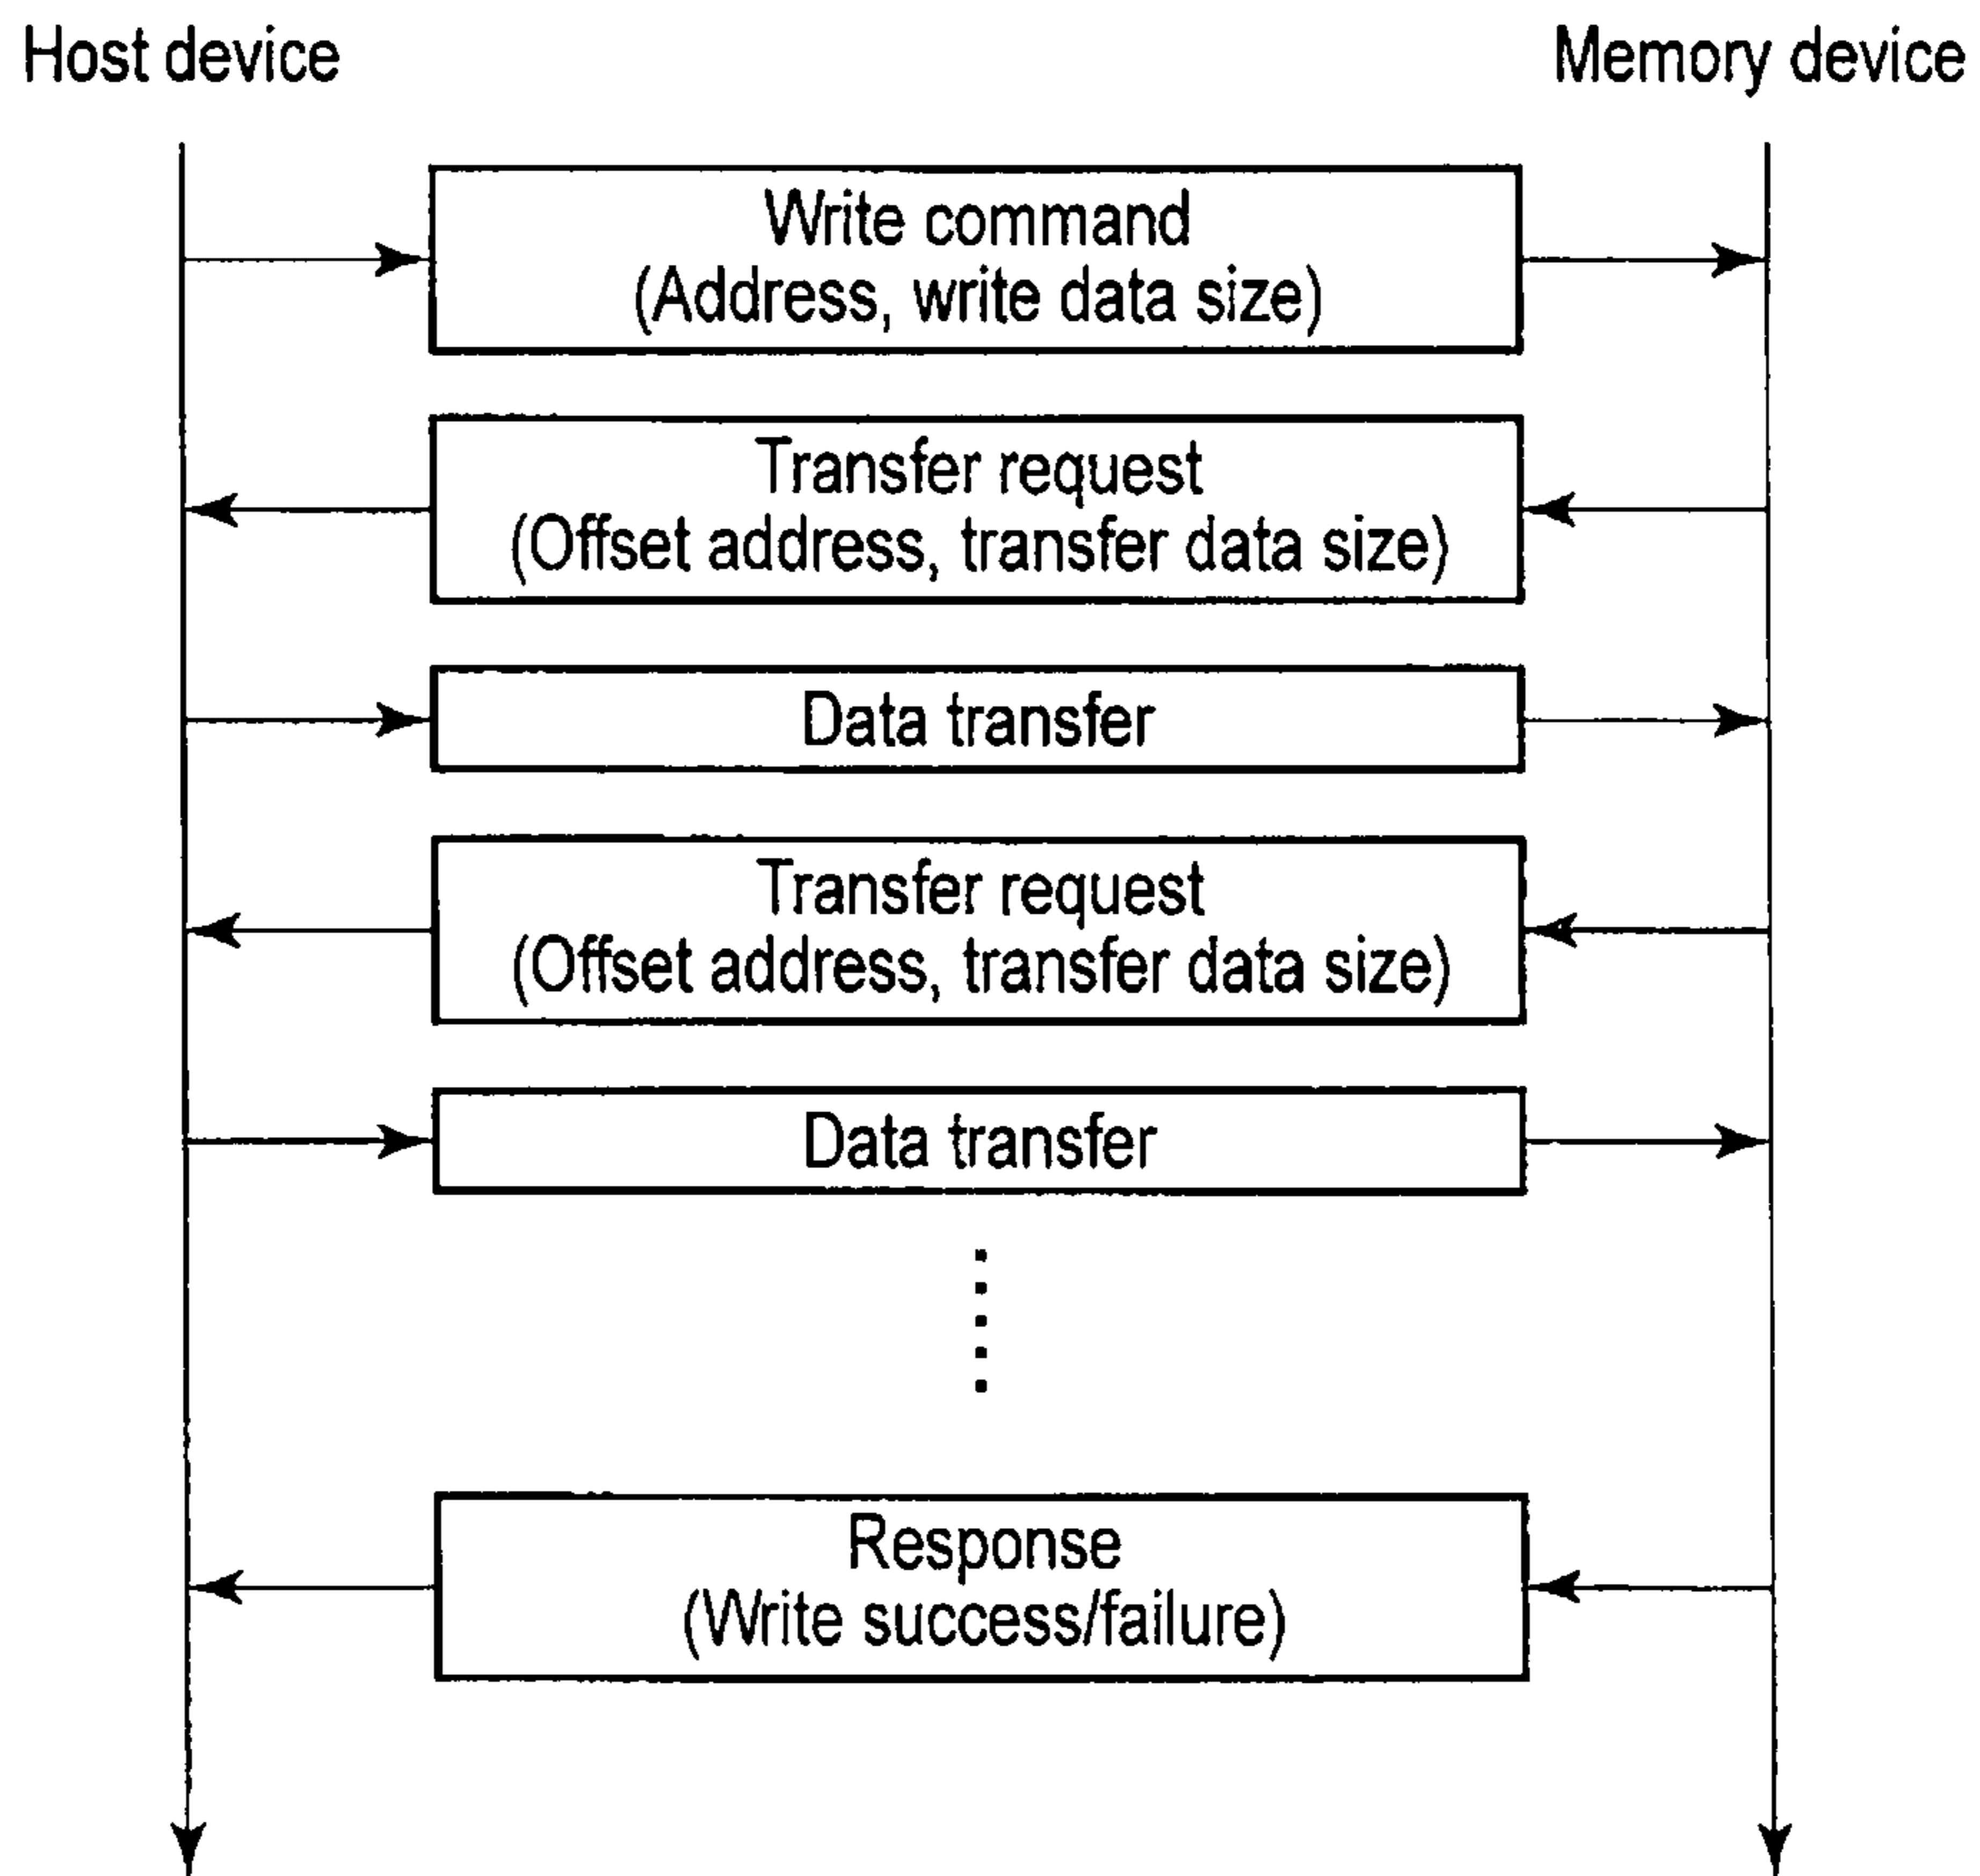 Host device
Memory device
Write command
(Address, write data size)
Transfer request
(Offset address, transfer data size)
Data transfer
Transfer request
(Offset address, transfer data size)
Data transfer
Response
(Write success/failure)